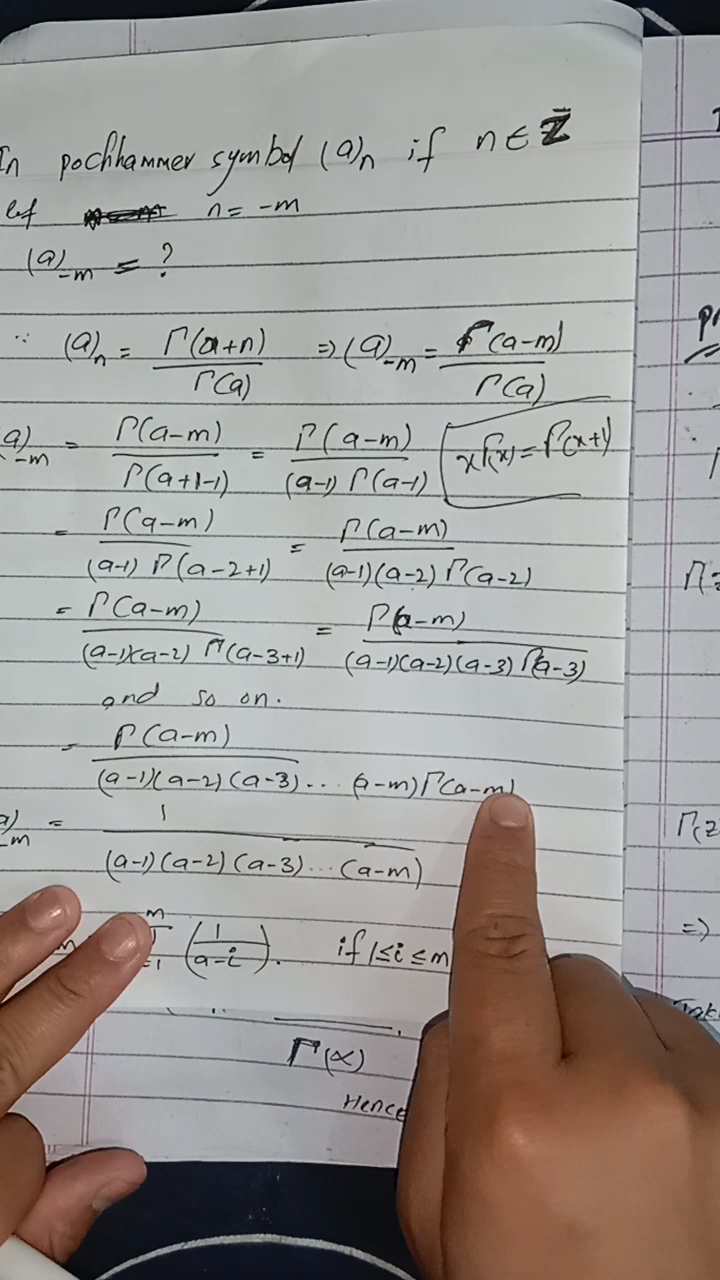 In pochhammer symbol (a)_n if n ∈ Z
let n = -m
(a)_{-m} = ?
∵ (a)_n = Γ(a+n) / Γ(a) ⇒ (a)_{-m} = Γ(a-m) / Γ(a)
a)_{-m} = Γ(a-m) / Γ(a+1-1) = Γ(a-m) / (a-1) Γ(a-1) xΓ(x) = Γ(x+1)
= Γ(a-m) / (a-1) Γ(a-2+1) = Γ(a-m) / (a-1)(a-2) Γ(a-2)
= Γ(a-m) / (a-1)(a-2) Γ(a-3+1) = Γ(a-m) / (a-1)(a-2)(a-3) Γ(a-3)
and so on.
= Γ(a-m) / (a-1)(a-2)(a-3)... (a-m)Γ(a-m)
a)_{-m} = 1 / (a-1)(a-2)(a-3)...(a-m)
m (1 / a-i). if 1≤i≤m
Γ(α)
Hence
Γ(z
⇒)